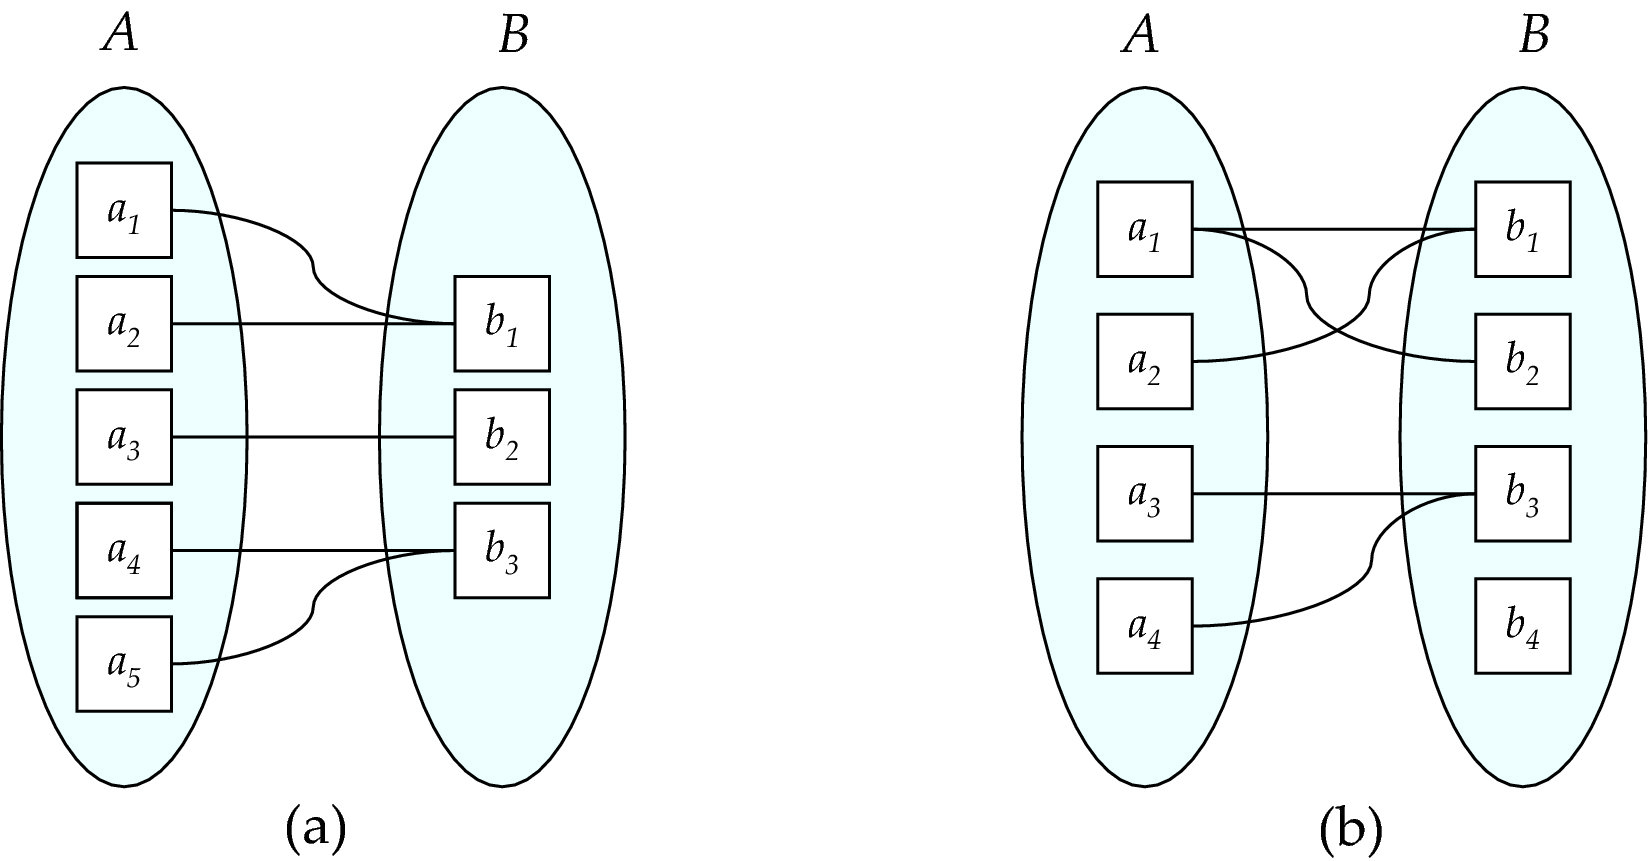 A B
a1
a2 b1
a3 b2
a4 b3
a5
(a)
A B
a1 b1
a2 b2
a3 b3
a4 b4
(b)